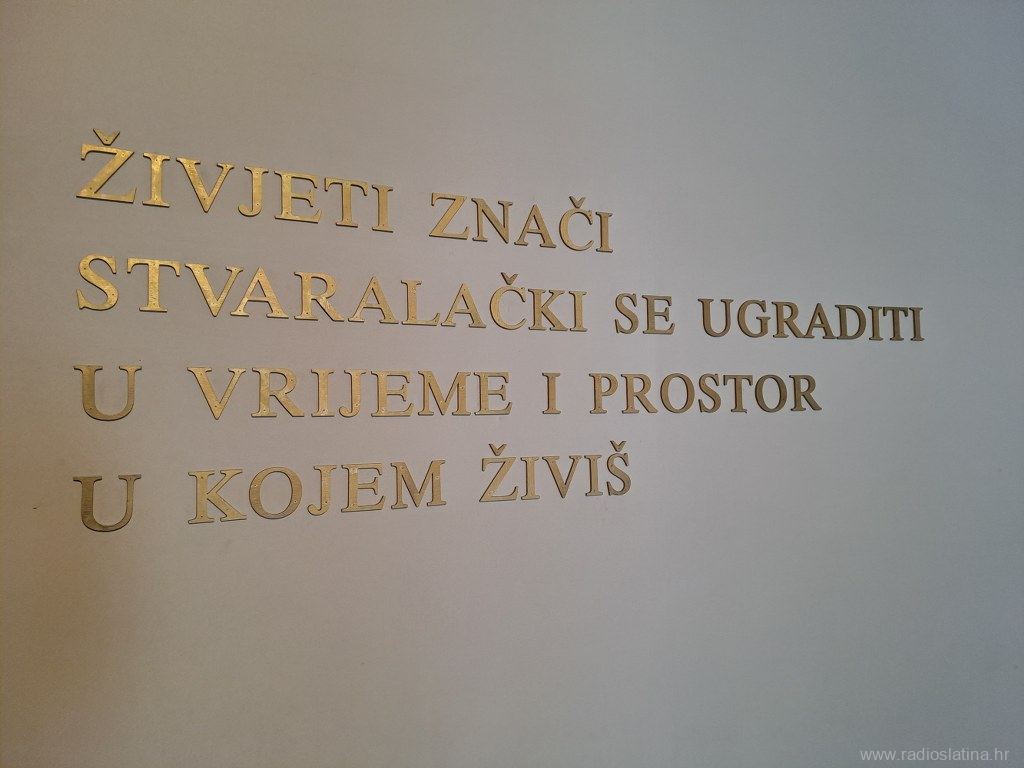 ŽIVJETI ZNAČI
STVARALAČKI SE UGRADITI
U VRIJEME I PROSTOR
U KOJEM ŽIVIŠ
www.radioslatina.hr